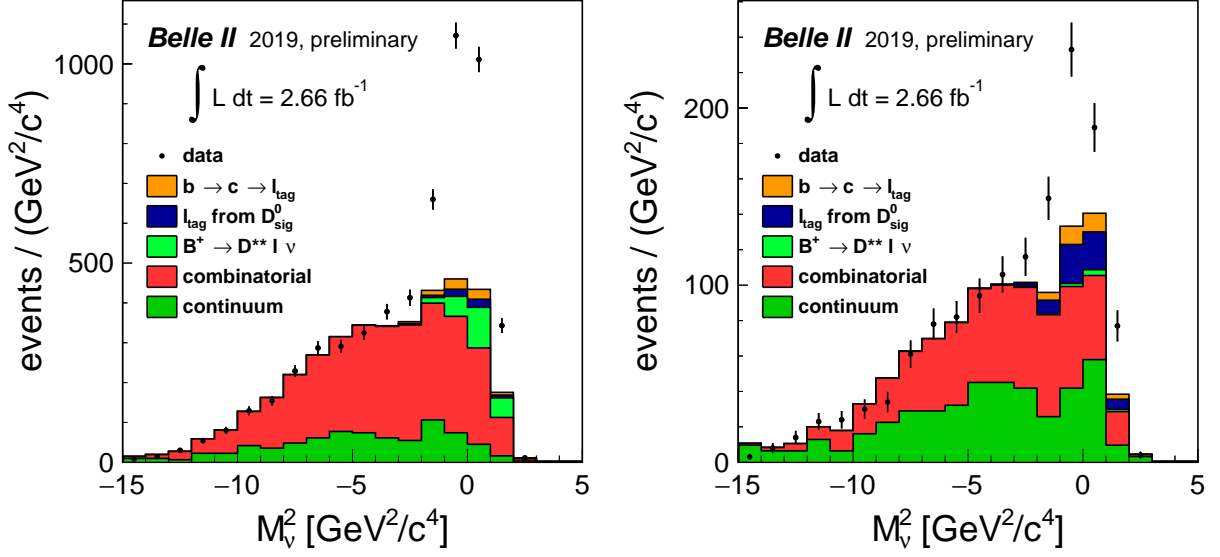 Belle II 2019, preliminary
∫ L dt = 2.66 fb⁻¹
data
b → c → l_tag
l_tag from D⁰_sig
B⁺ → D** l ν
combinatorial
continuum
1000
500
0
−15 −10 −5 0 5
events / (GeV²/c⁴)
M²_ν [GeV²/c⁴]
Belle II 2019, preliminary
∫ L dt = 2.66 fb⁻¹
data
b → c → l_tag
l_tag from D⁰_sig
B⁺ → D** l ν
combinatorial
continuum
200
100
0
−15 −10 −5 0 5
events / (GeV²/c⁴)
M²_ν [GeV²/c⁴]